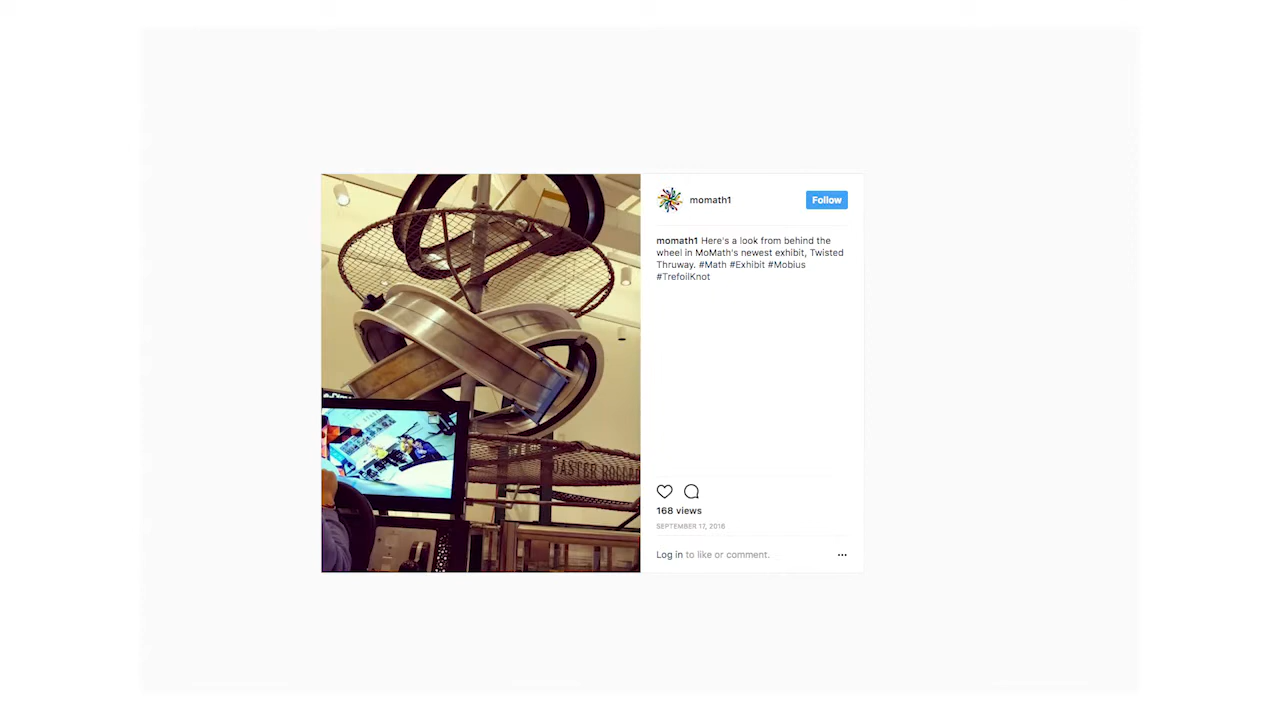 momath1
Follow
momath1 Here's a look from behind the
wheel in MoMath's newest exhibit, Twisted
Thruway. #Math #Exhibit #Mobius
#TrefoilKnot
168 views
SEPTEMBER 17, 2016
Log in to like or comment.